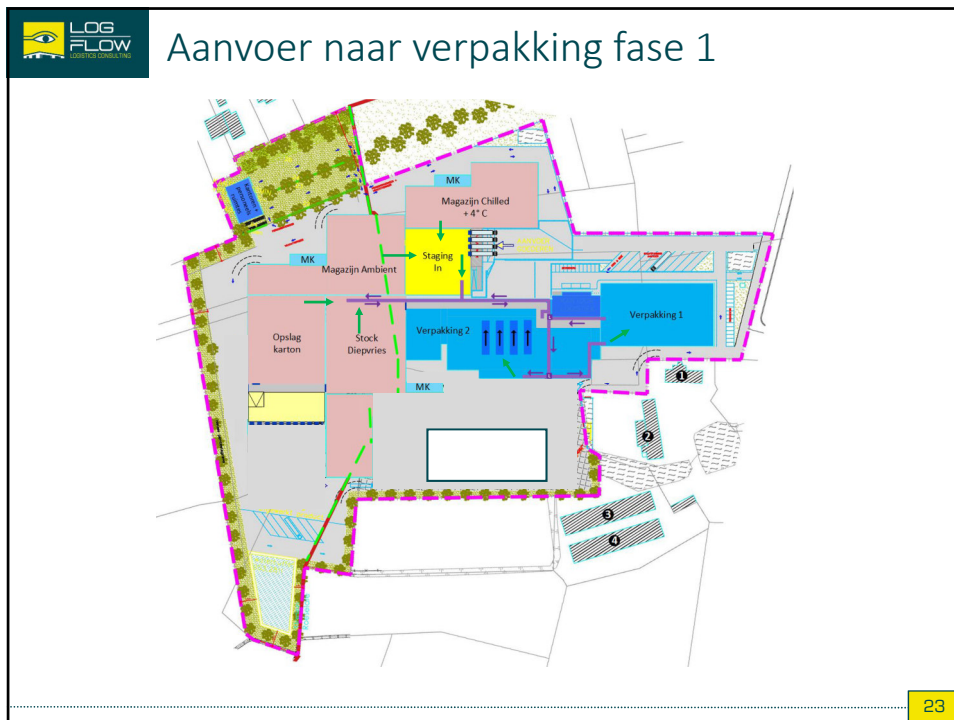 LOG
FLOW
LOGISTICS CONSULTING
Aanvoer naar verpakking fase 1
MK
Magazijn Chilled
+ 4° C
MK
Magazijn Ambient
Staging
In
Opslag
karton
Stock
Diepvries
Verpakking 2
Verpakking 1
MK
1
2
3
4
23